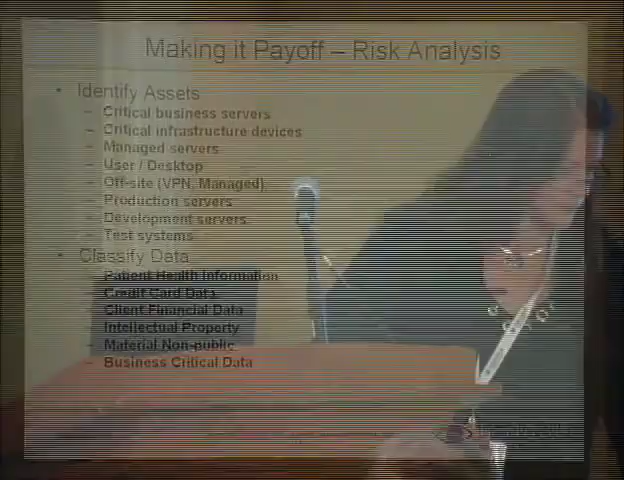 Making it Payoff – Risk Analysis
• Identify Assets
– Critical business servers
– Critical infrastructure devices
– Managed servers
– User / Desktop
– Off-site (VPN, Managed)
– Production servers
– Development servers
– Test systems
• Classify Data
– Patient Health Information
– Credit Card Data
– Client Financial Data
– Intellectual Property
– Material Non-public
– Business Critical Data